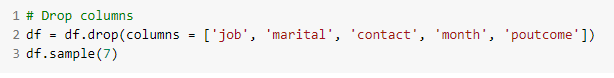 1 # Drop columns
2 df = df.drop(columns = ['job', 'marital', 'contact', 'month', 'poutcome'])
3 df.sample(7)